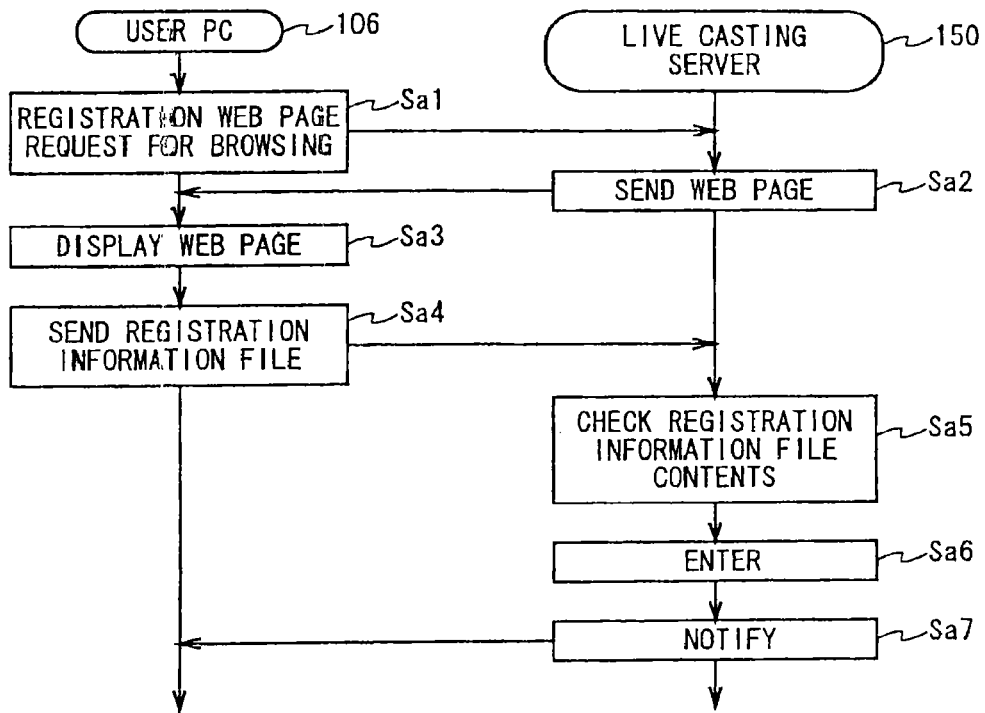 USER PC
106
LIVE CASTING
SERVER
150
REGISTRATION WEB PAGE
REQUEST FOR BROWSING
Sa1
SEND WEB PAGE
Sa2
DISPLAY WEB PAGE
Sa3
SEND REGISTRATION
INFORMATION FILE
Sa4
CHECK REGISTRATION
INFORMATION FILE
CONTENTS
Sa5
ENTER
Sa6
NOTIFY
Sa7